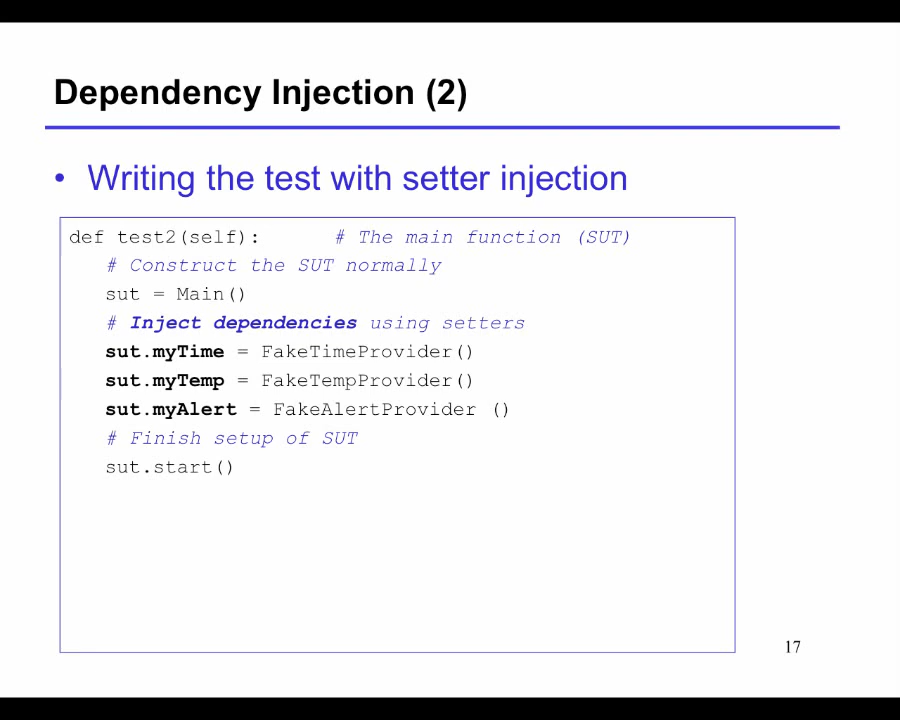 Dependency Injection (2)
• Writing the test with setter injection
def test2(self): # The main function (SUT)
# Construct the SUT normally
sut = Main()
# Inject dependencies using setters
sut.myTime = FakeTimeProvider()
sut.myTemp = FakeTempProvider()
sut.myAlert = FakeAlertProvider ()
# Finish setup of SUT
sut.start()
17